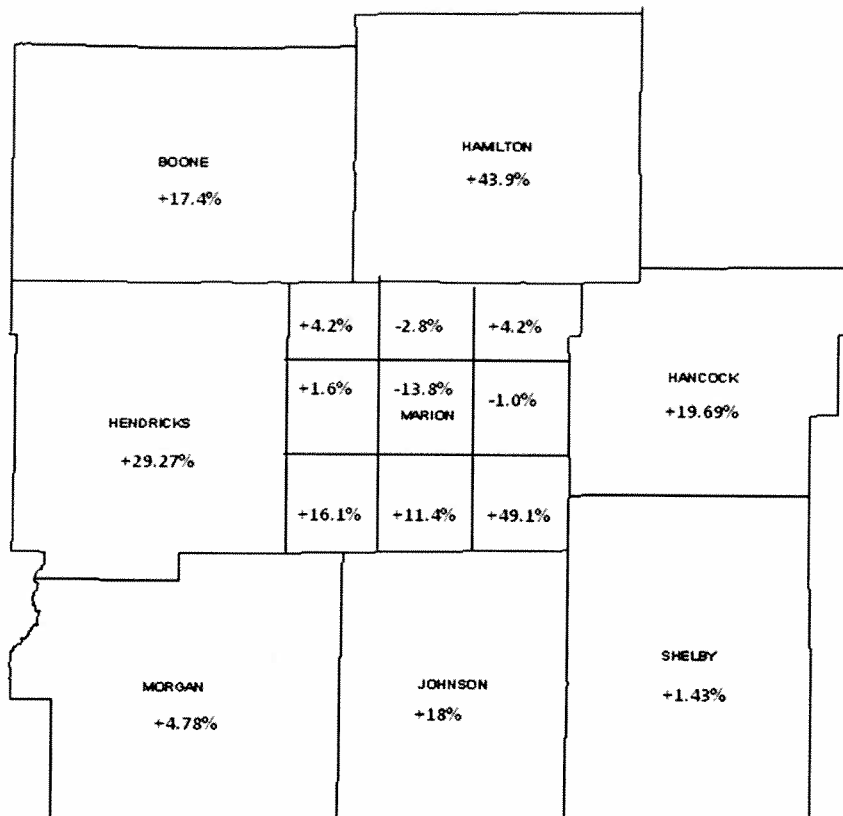 HAMILTON
+43.9%
BOONE
+17.4%
+4.2% -2.8% +4.2%
+1.6% -13.8% -1.0%
MARION
HENDRICKS
+29.27%
HANCOCK
+19.69%
+16.1% +11.4% +49.1%
MORGAN
+4.78%
JOHNSON
+18%
SHELBY
+1.43%